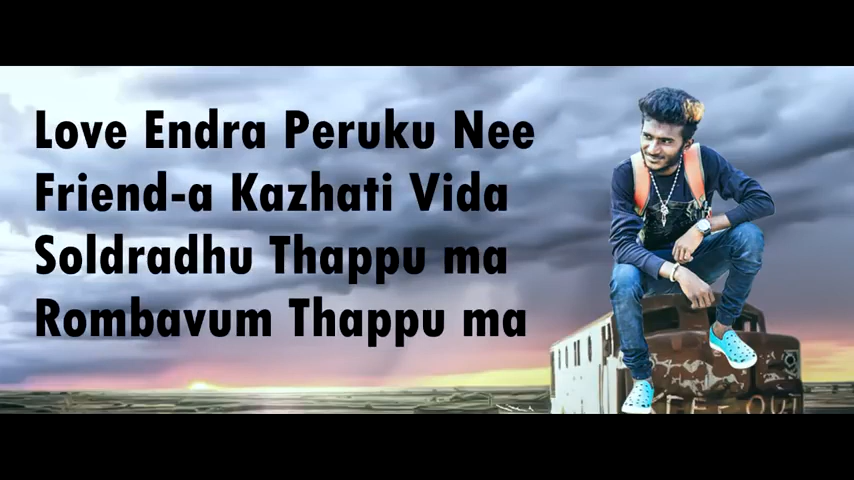 Love Endra Peruku Nee
Friend-a Kazhati Vida
Soldradhu Thappu ma
Rombavum Thappu ma